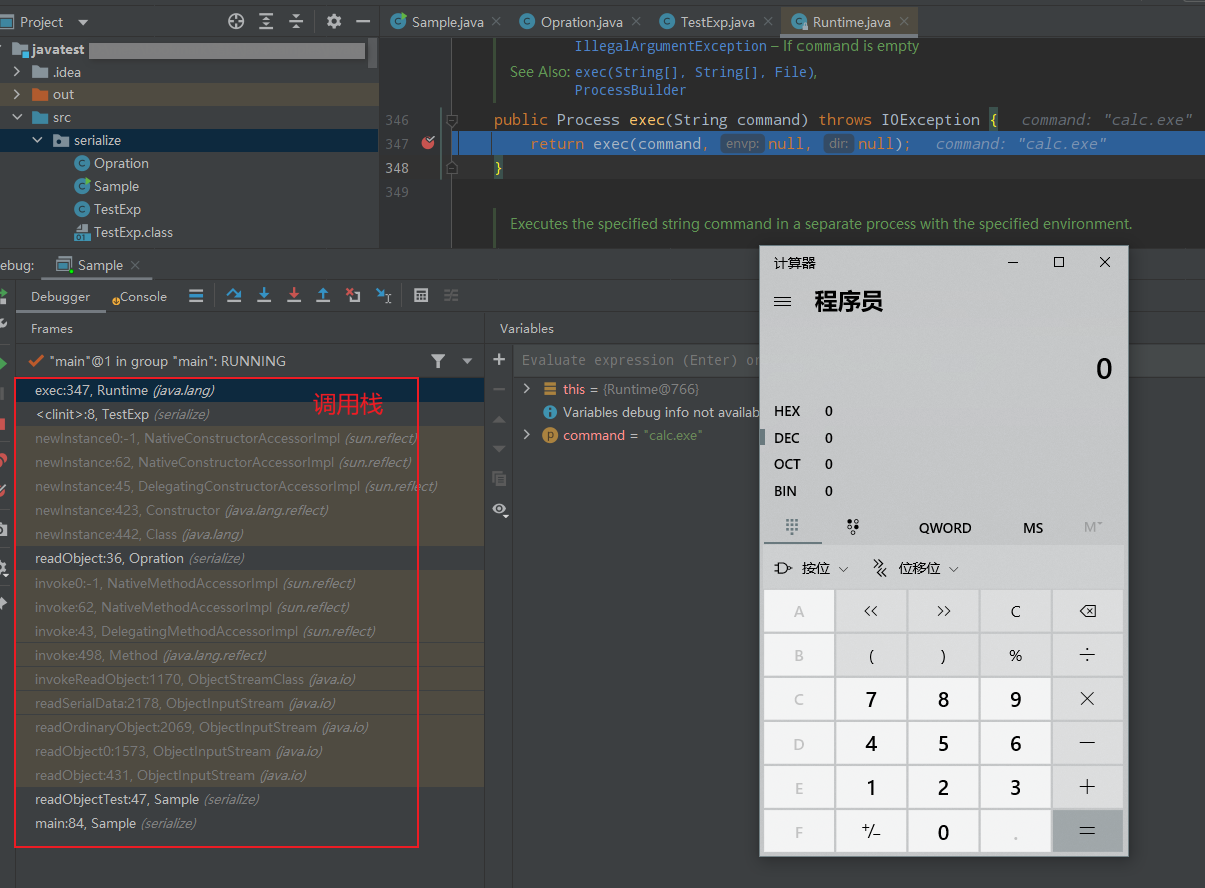 Project
Sample.java
Opration.java
TestExp.java
Runtime.java
javatest
.idea
out
src
serialize
Opration
Sample
TestExp
TestExp.class
IllegalArgumentException – If command is empty
See Also: exec(String[], String[], File),
ProcessBuilder
346 public Process exec(String command) throws IOException { command: "calc.exe"
347 return exec(command, envp: null, dir: null); command: "calc.exe"
348 }
349
Executes the specified string command in a separate process with the specified environment.
ebug: Sample
Debugger Console
Frames
"main"@1 in group "main": RUNNING
调用栈
exec:347, Runtime (java.lang)
<clinit>:8, TestExp (serialize)
newInstance0:-1, NativeConstructorAccessorImpl (sun.reflect)
newInstance:62, NativeConstructorAccessorImpl (sun.reflect)
newInstance:45, DelegatingConstructorAccessorImpl (sun.reflect)
newInstance:423, Constructor (java.lang.reflect)
newInstance:442, Class (java.lang)
readObject:36, Opration (serialize)
invoke0:-1, NativeMethodAccessorImpl (sun.reflect)
invoke:62, NativeMethodAccessorImpl (sun.reflect)
invoke:43, DelegatingMethodAccessorImpl (sun.reflect)
invoke:498, Method (java.lang.reflect)
invokeReadObject:1170, ObjectStreamClass (java.io)
readSerialData:2178, ObjectInputStream (java.io)
readOrdinaryObject:2069, ObjectInputStream (java.io)
readObject0:1573, ObjectInputStream (java.io)
readObject:431, ObjectInputStream (java.io)
readObjectTest:47, Sample (serialize)
main:84, Sample (serialize)
Variables
Evaluate expression (Enter) or
this = {Runtime@766}
Variables debug info not availab
command = "calc.exe"
计算器
程序员
0
HEX 0
DEC 0
OCT 0
BIN 0
QWORD MS M
按位 位移位
A << >> C
B ( ) % ÷
C 7 8 9 ×
D 4 5 6 −
E 1 2 3 +
F +/− 0 . =